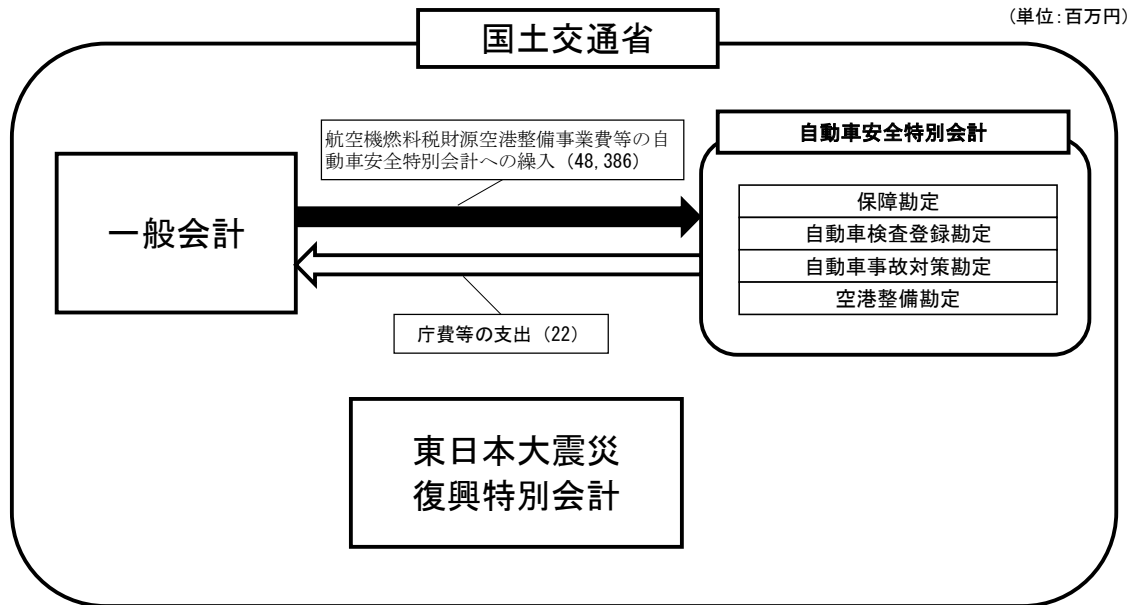 (単位:百万円)
国土交通省
航空機燃料税財源空港整備事業費等の自
動車安全特別会計への繰入（48,386）
自動車安全特別会計
一般会計
保障勘定
自動車検査登録勘定
自動車事故対策勘定
空港整備勘定
庁費等の支出（22）
東日本大震災
復興特別会計